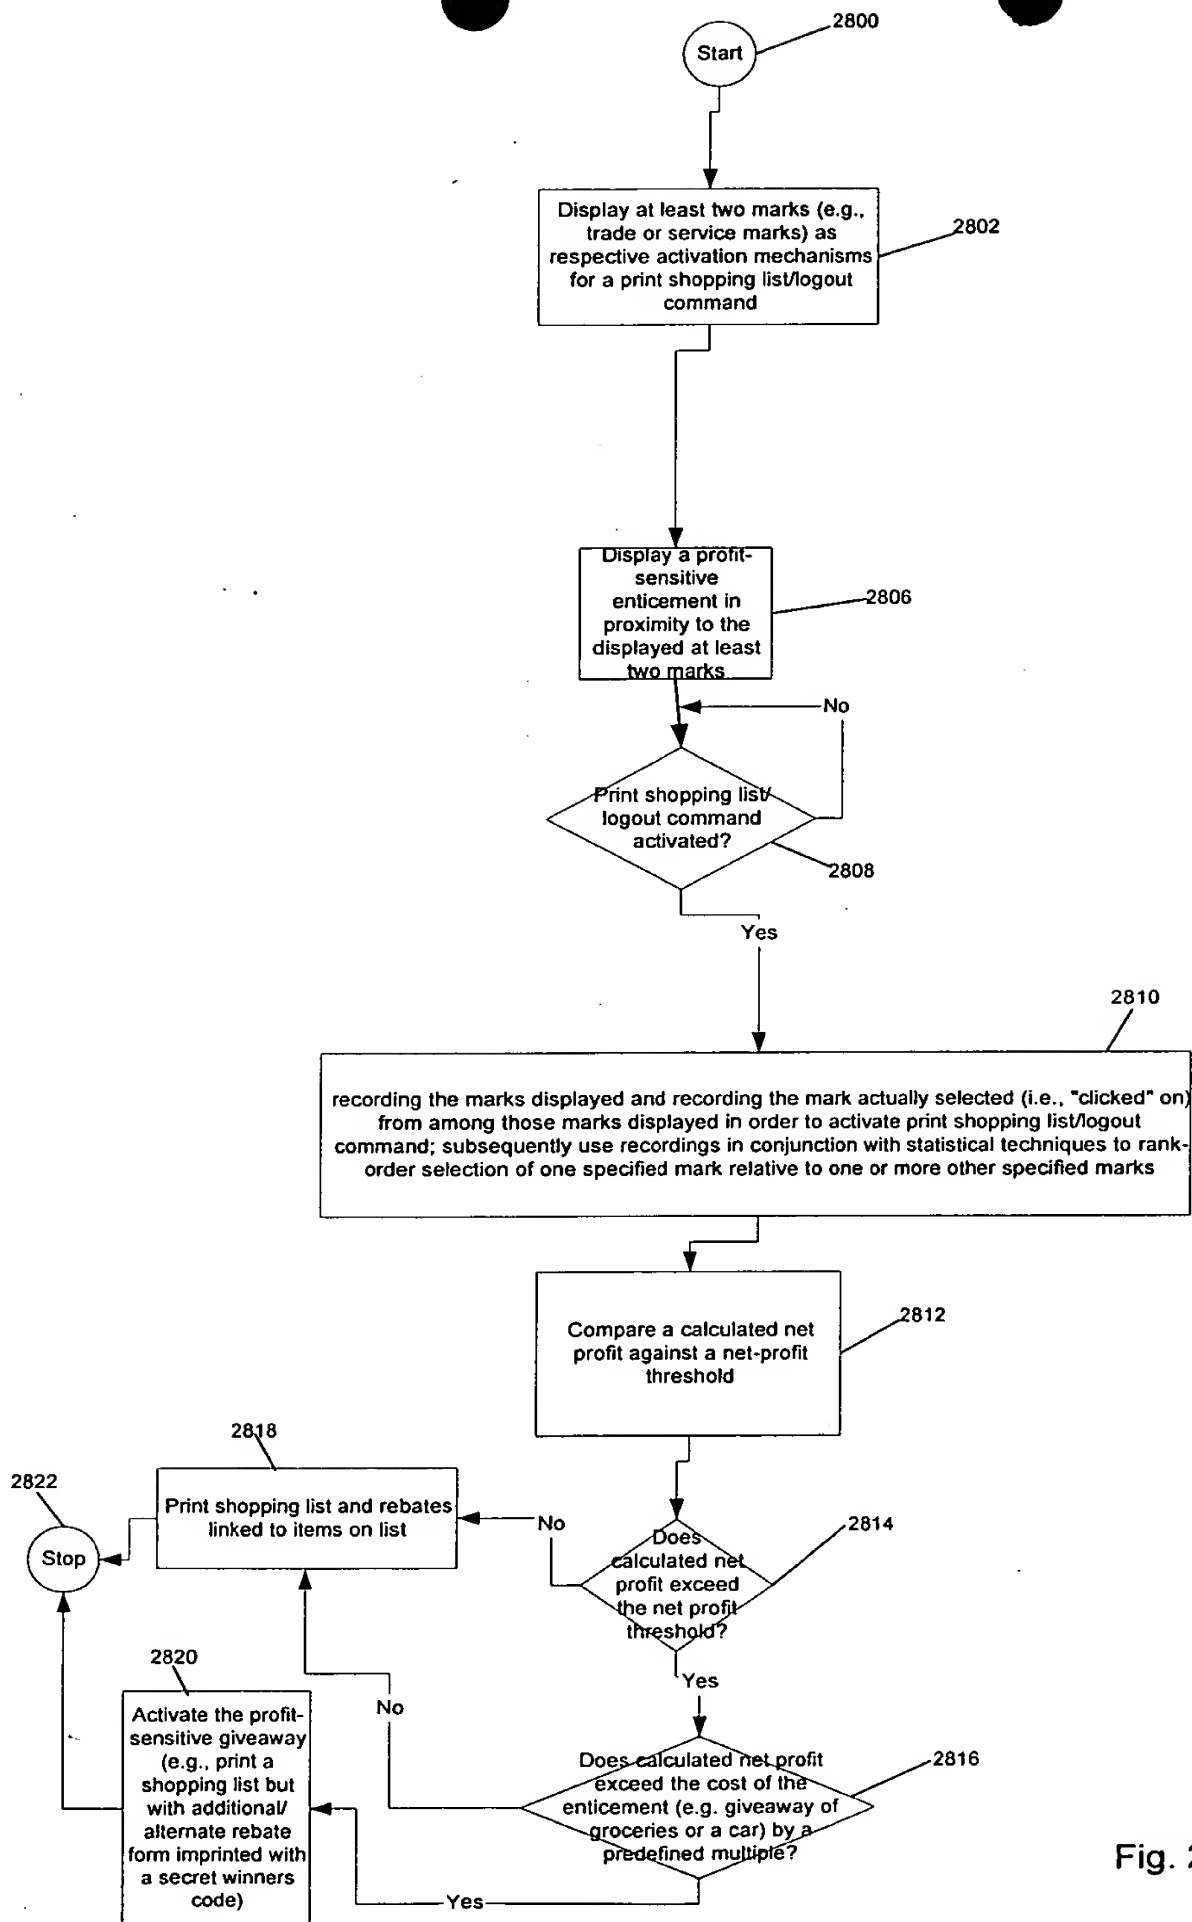 2800
Start
Display at least two marks (e.g.,
trade or service marks) as
respective activation mechanisms
for a print shopping list/logout
command
2802
Display a profit-
sensitive
enticement in
proximity to the
displayed at least
two marks
2806
No
Print shopping list/
logout command
activated?
2808
Yes
2810
recording the marks displayed and recording the mark actually selected (i.e., "clicked" on)
from among those marks displayed in order to activate print shopping list/logout
command; subsequently use recordings in conjunction with statistical techniques to rank-
order selection of one specified mark relative to one or more other specified marks
Compare a calculated net
profit against a net-profit
threshold
2812
2818
2822
Print shopping list and rebates
linked to items on list
Stop
No
Does
calculated net
profit exceed
the net profit
threshold?
2814
Yes
2820
No
Activate the profit-
sensitive giveaway
(e.g., print a
shopping list but
with additional/
alternate rebate
form imprinted with
a secret winners
code)
Does calculated net profit
exceed the cost of the
enticement (e.g. giveaway of
groceries or a car) by a
predefined multiple?
2816
Yes
Fig.